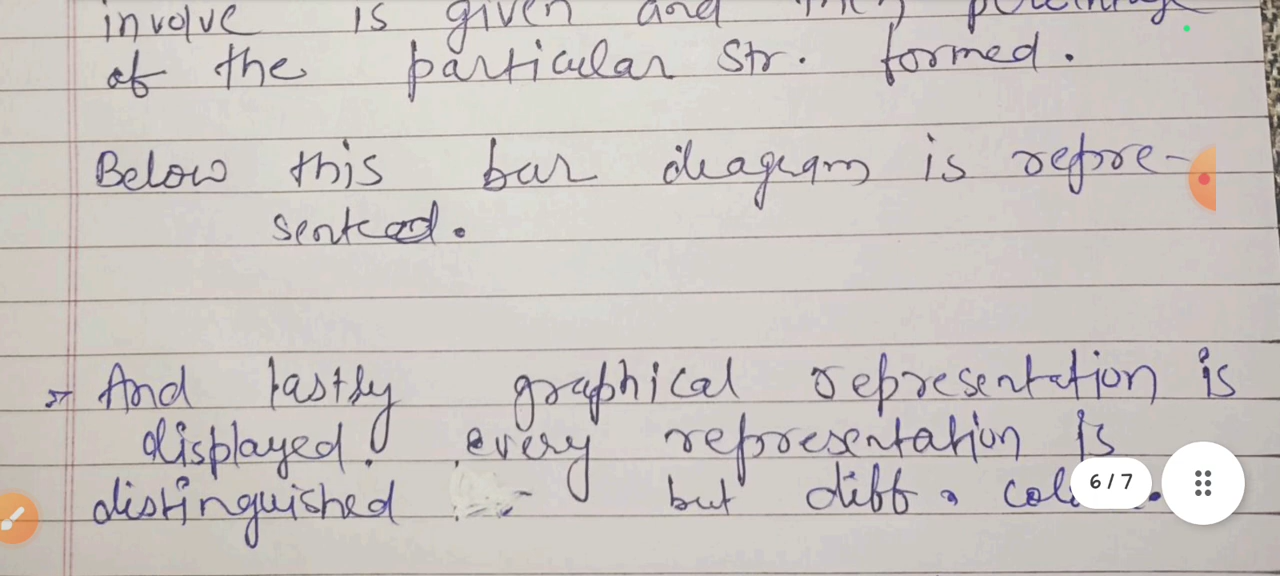 involve is given and
of the particular str. formed.
Below this bar diagram is repre-
sented.
And lastly graphical representation is
displayed. every representation is
distinguished but diff. 
6/7